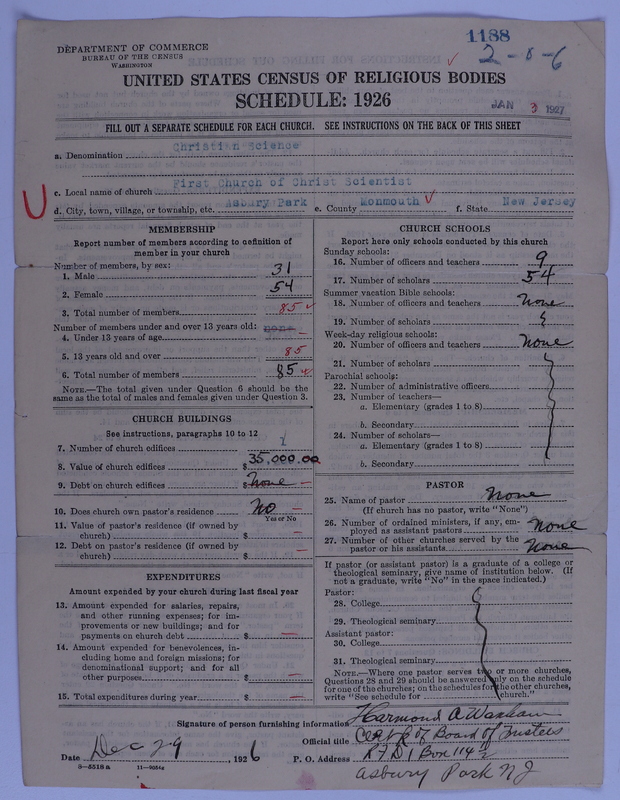 1188
2-8-6
DEPARTMENT OF COMMERCE
BUREAU OF THE CENSUS
WASHINGTON
UNITED STATES CENSUS OF RELIGIOUS BODIES
SCHEDULE: 1926
JAN 3 1927
FILL OUT A SEPARATE SCHEDULE FOR EACH CHURCH. SEE INSTRUCTIONS ON THE BACK OF THIS SHEET
a. Denomination Christian Science
c. Local name of church First Church of Christ Scientist
d. City, town, village, or township, etc. Asbury Park e. County Monmouth f. State New Jersey
MEMBERSHIP
Report number of members according to definition of
member in your church
Number of members, by sex:
1. Male 31
2. Female 54
3. Total number of members 85
Number of members under and over 13 years old:
4. Under 13 years of age none
5. 13 years old and over 85
6. Total number of members 85
NOTE.—The total given under Question 6 should be the
same as the total of males and females given under Question 3.
CHURCH BUILDINGS
See instructions, paragraphs 10 to 12
7. Number of church edifices 1
8. Value of church edifices $ 35,000.00
9. Debt on church edifices $ None
10. Does church own pastor's residence No
Yes or No
11. Value of pastor's residence (if owned by
church) $
12. Debt on pastor's residence (if owned by
church) $
EXPENDITURES
Amount expended by your church during last fiscal year
13. Amount expended for salaries, repairs,
and other running expenses; for im-
provements or new buildings; and for
payments on church debt $
14. Amount expended for benevolences, in-
cluding home and foreign missions; for
denominational support; and for all
other purposes $
15. Total expenditures during year $
CHURCH SCHOOLS
Report here only schools conducted by this church
Sunday schools:
16. Number of officers and teachers 9
17. Number of scholars 54
Summer vacation Bible schools:
18. Number of officers and teachers None
19. Number of scholars
Week-day religious schools:
20. Number of officers and teachers None
21. Number of scholars
Parochial schools:
22. Number of administrative officers
23. Number of teachers—
a. Elementary (grades 1 to 8)
b. Secondary
24. Number of scholars—
a. Elementary (grades 1 to 8)
b. Secondary
PASTOR
25. Name of pastor None
(If church has no pastor, write "None")
26. Number of ordained ministers, if any, em-
ployed as assistant pastors None
27. Number of other churches served by the
pastor or his assistants None
If pastor (or assistant pastor) is a graduate of a college or
theological seminary, give name of institution below. (If
not a graduate, write "No" in the space indicated.)
Pastor:
28. College
29. Theological seminary
Assistant pastor:
30. College
31. Theological seminary
NOTE.—Where one pastor serves two or more churches,
Questions 28 and 29 should be answered only on the schedule
for one of the churches; on the schedules for the other churches,
write "See schedule for church."
Signature of person furnishing information Harmond A
Official title Clerk of Board of Trustees
Date Dec 29, 1926 P. O. Address R.F.D 1 Box 114
Asbury Park NJ
8—5518a 11—9054a